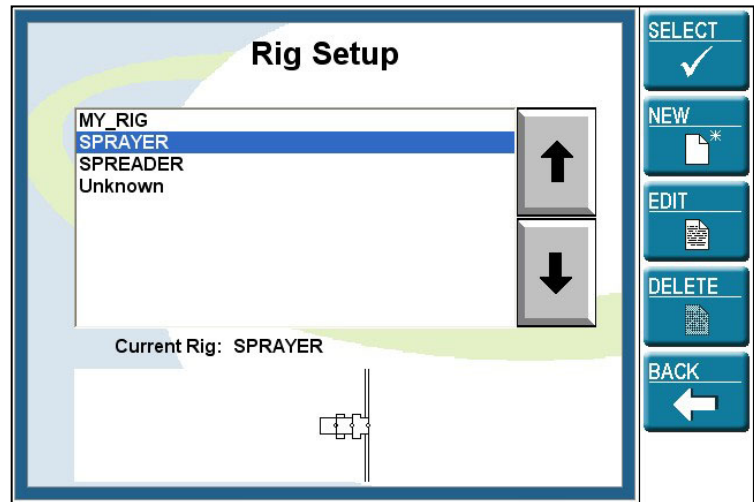 Rig Setup
MY_RIG
SPRAYER
SPREADER
Unknown
Current Rig: SPRAYER
SELECT
NEW
EDIT
DELETE
BACK